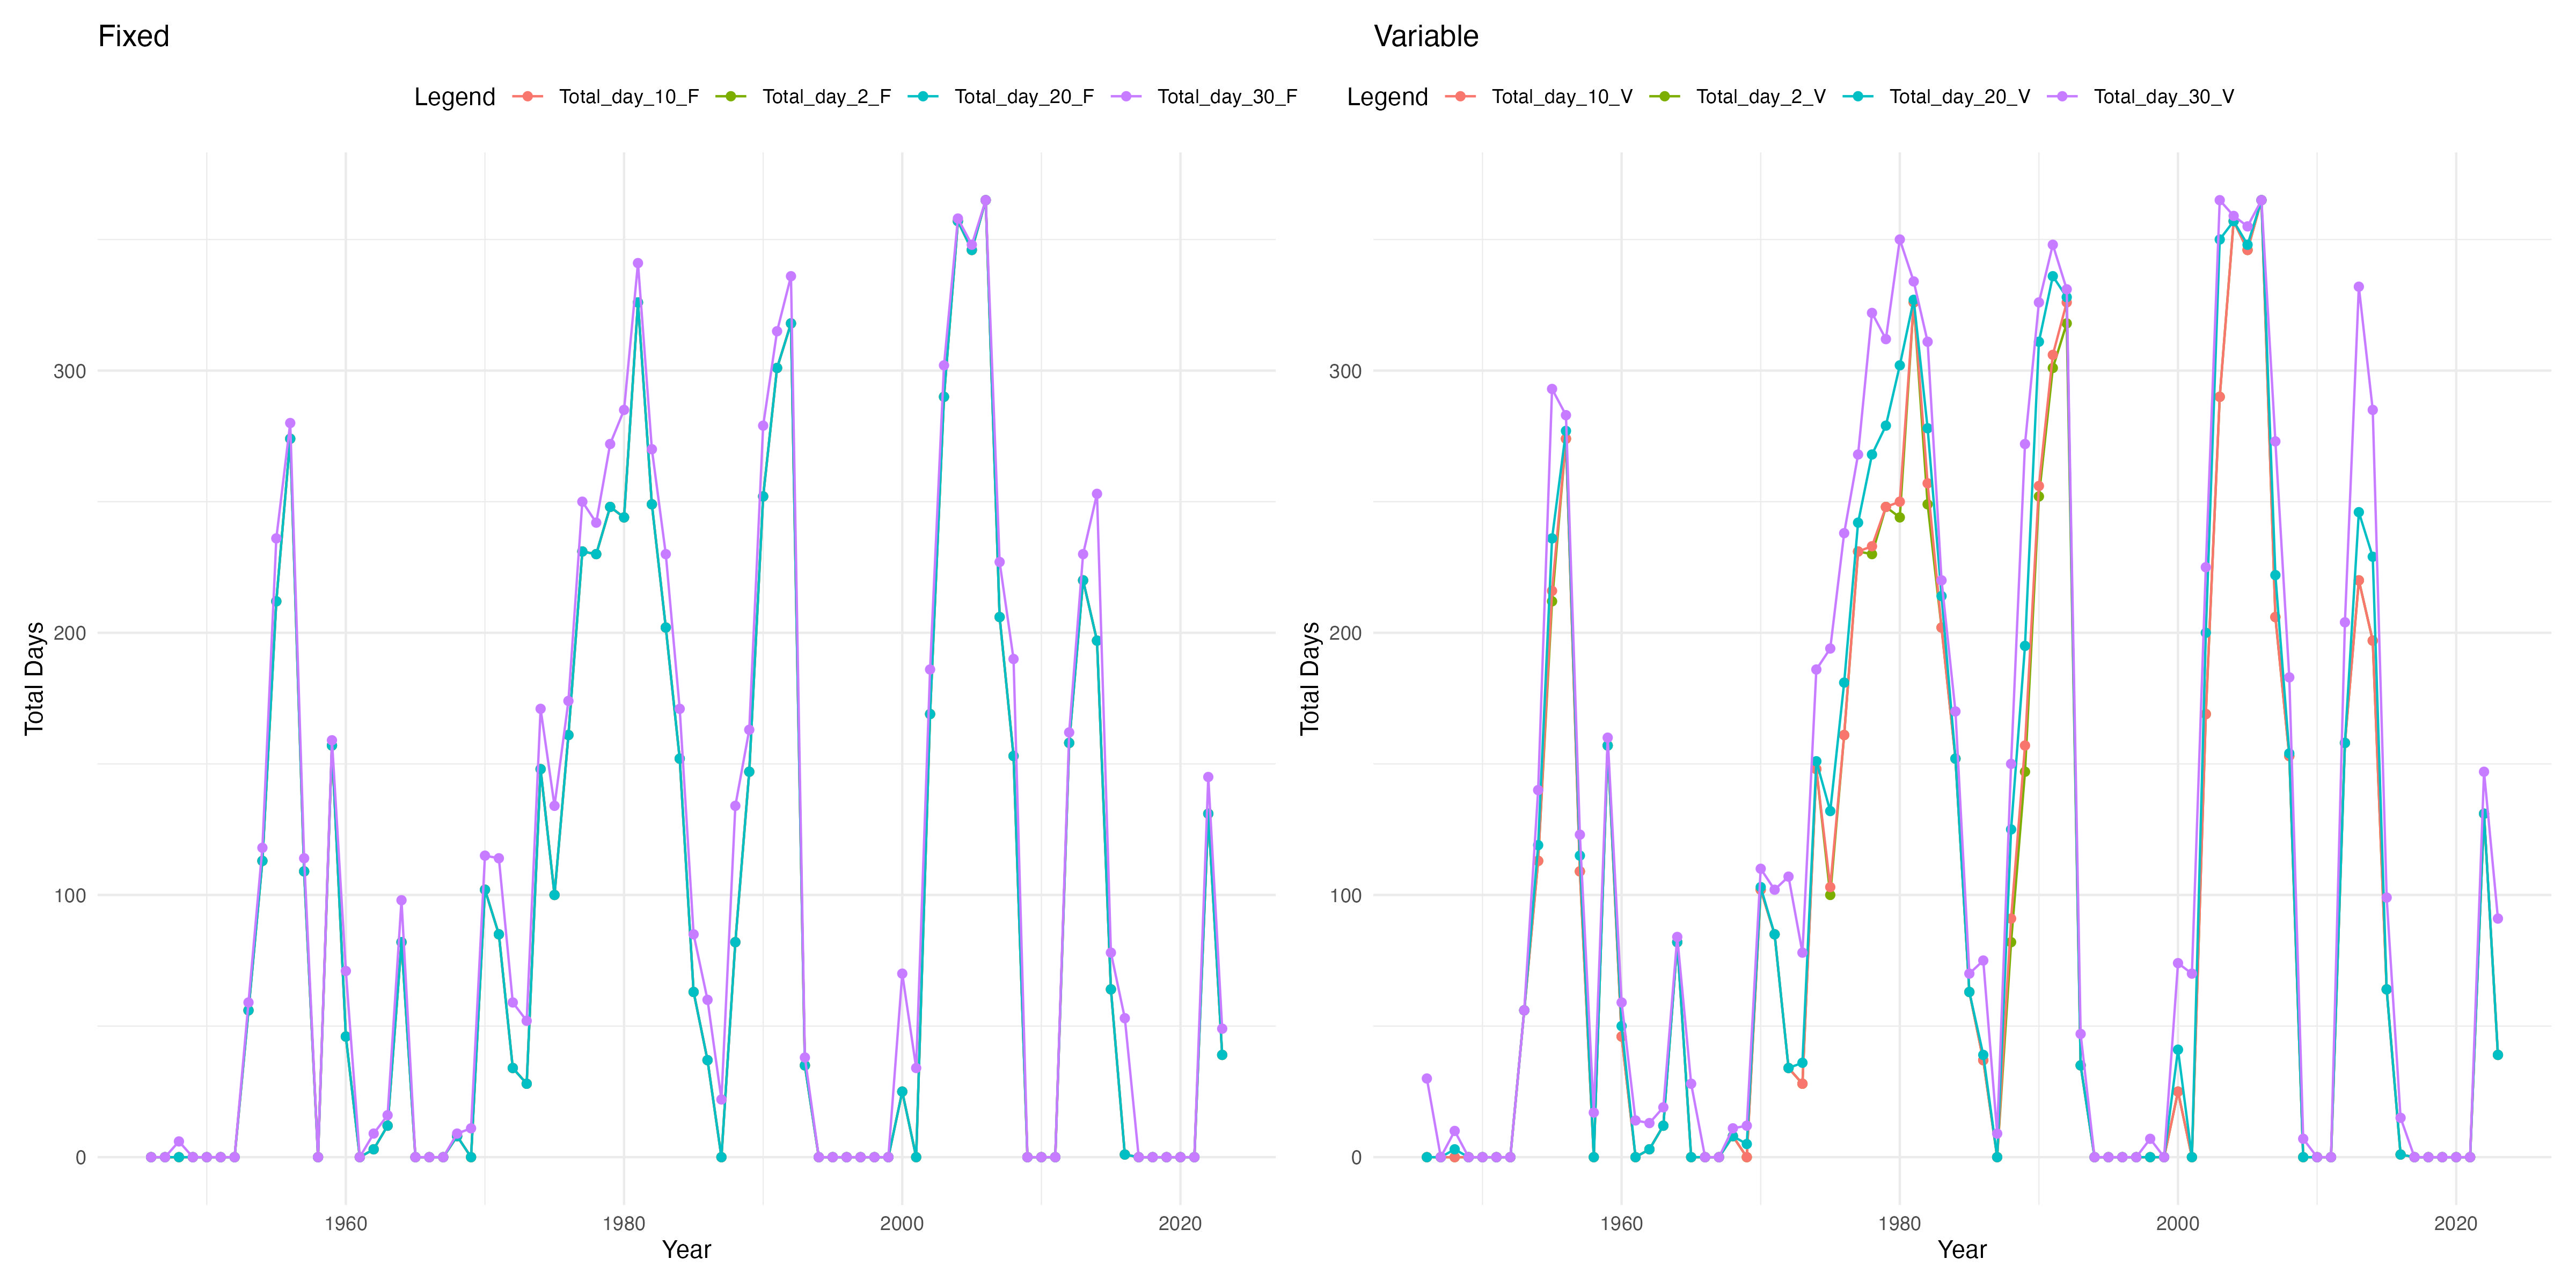 Fixed
Legend Total_day_10_F Total_day_2_F Total_day_20_F Total_day_30_F
Total Days
300
200
100
0
1960 1980 2000 2020
Year
Variable
Legend Total_day_10_V Total_day_2_V Total_day_20_V Total_day_30_V
Total Days
300
200
100
0
1960 1980 2000 2020
Year